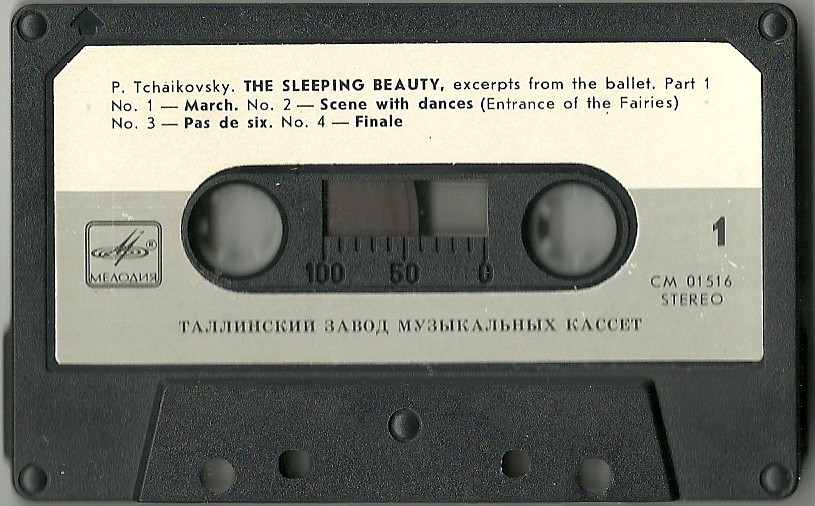 P. Tchaikovsky. THE SLEEPING BEAUTY, excerpts from the ballet. Part 1
No. 1 — March. No. 2 — Scene with dances (Entrance of the Fairies)
No. 3 — Pas de six. No. 4 — Finale
1
® 
МЕЛОДИЯ
100 50 0
СМ 01516
STEREO
ТАЛЛИНСКИЙ ЗАВОД МУЗЫКАЛЬНЫХ КАССЕТ